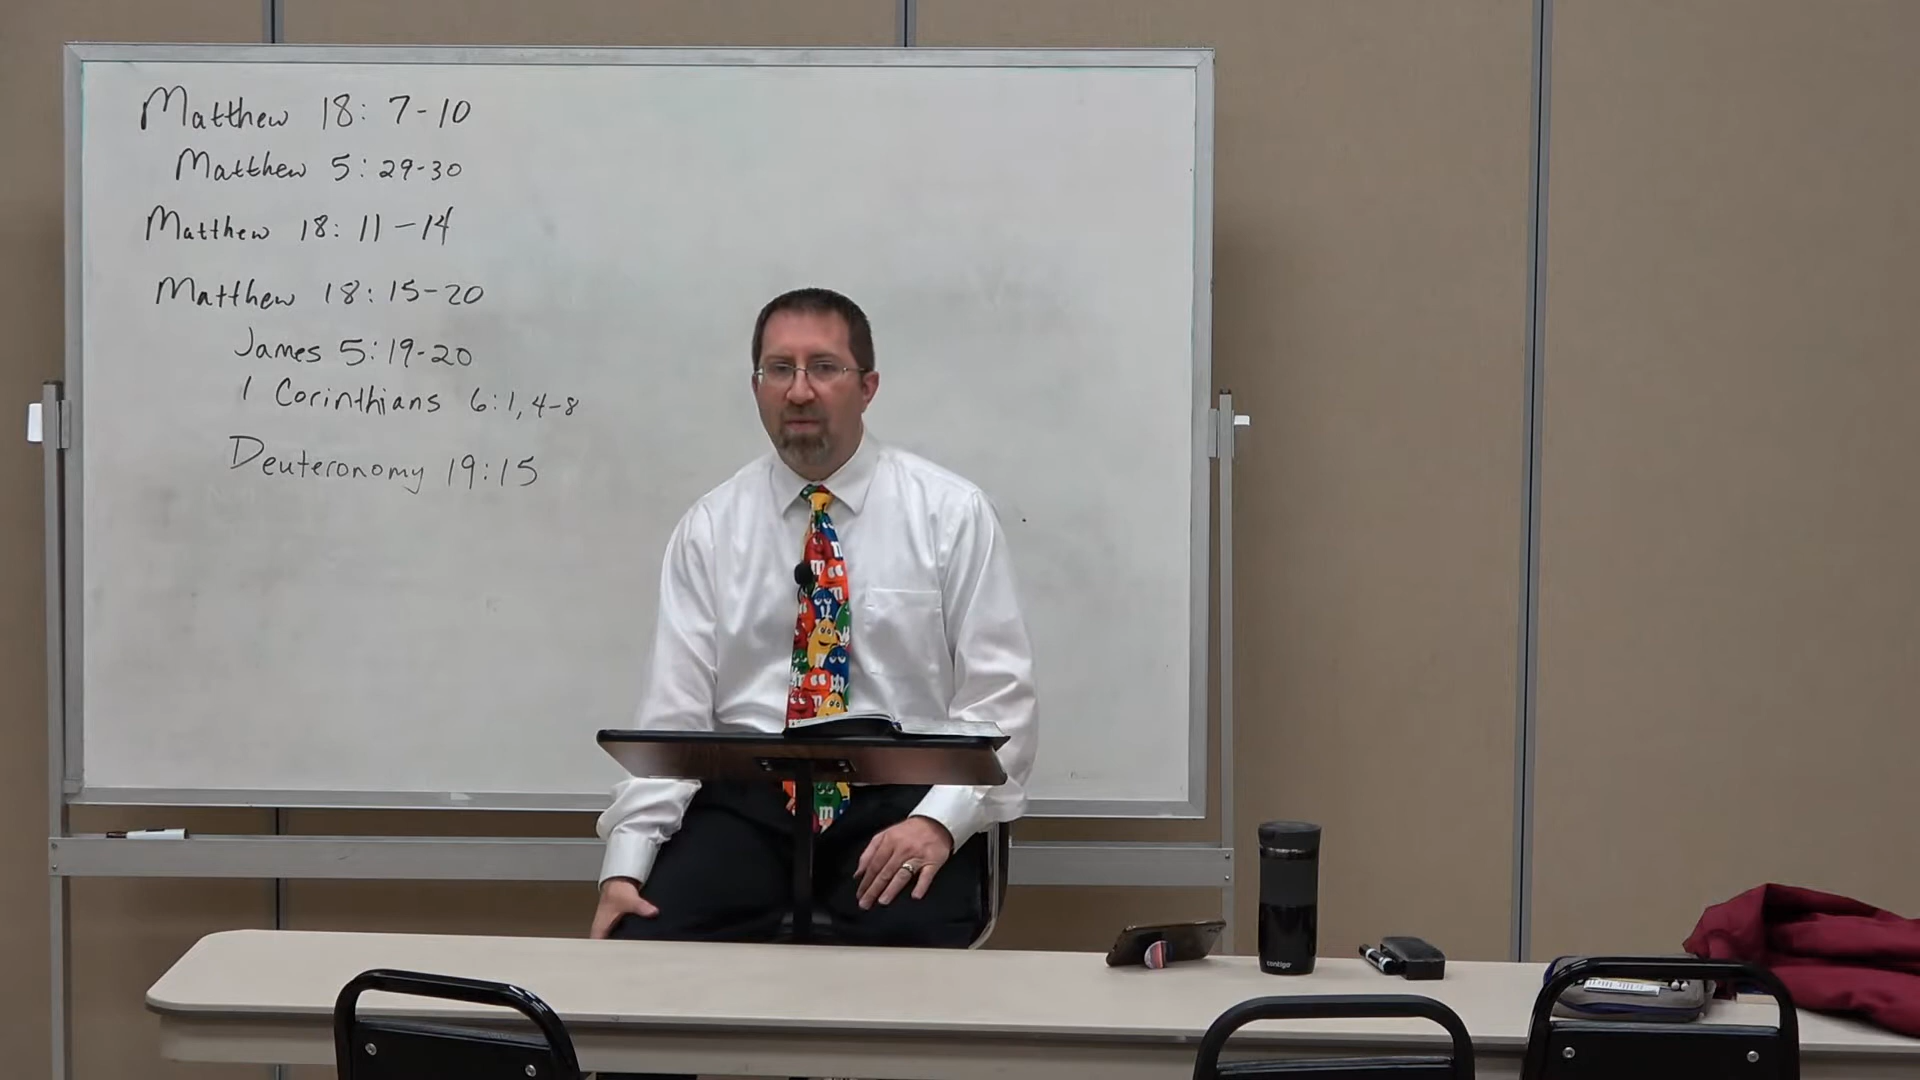 Matthew 18: 7-10
Matthew 5: 29-30
Matthew 18: 11-14
Matthew 18: 15-20
James 5:19-20
1 Corinthians 6:1, 4-8
Deuteronomy 19:15
contigo